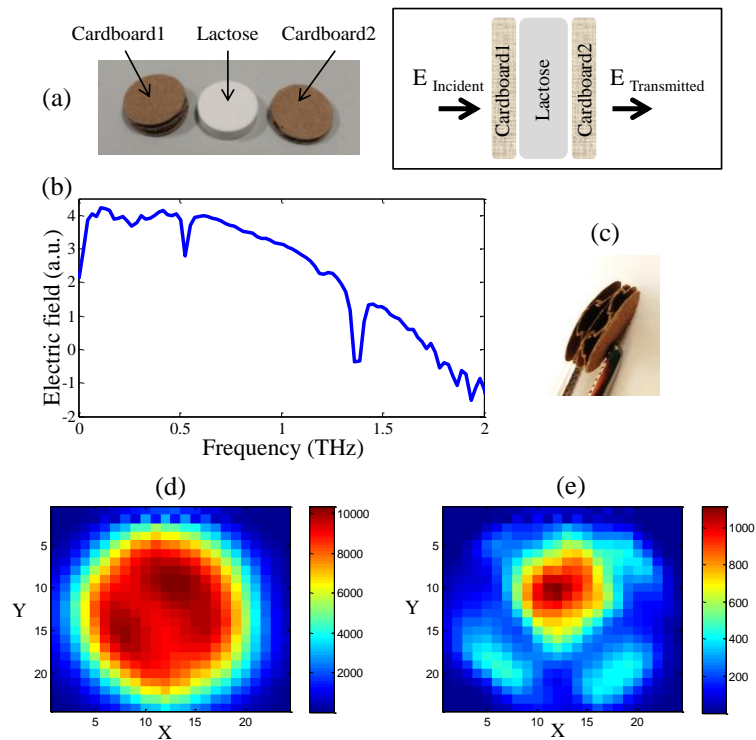 Cardboard1 Lactose Cardboard2
(a)
E Incident
Cardboard1
Lactose
Cardboard2
E Transmitted
(b)
Electric field (a.u.)
4
3
2
1
0
-1
-2
0 0.5 1 1.5 2
Frequency (THz)
(c)
(d)
Y
5
10
15
20
5 10 15 20
X
10000
8000
6000
4000
2000
(e)
Y
5
10
15
20
5 10 15 20
X
1000
800
600
400
200